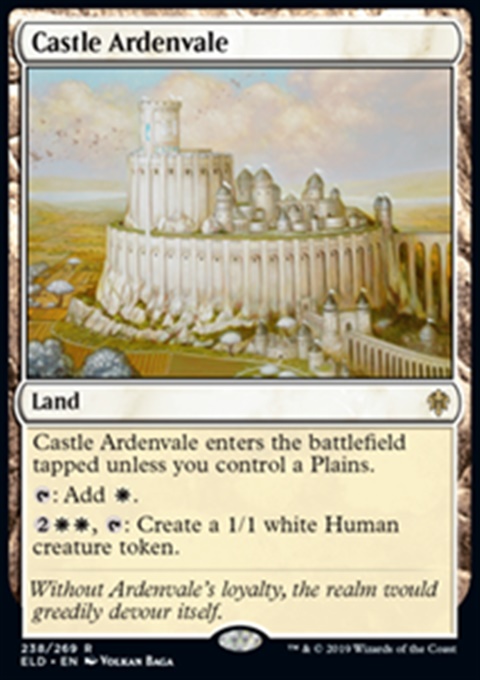 Castle Ardenvale
Land
Castle Ardenvale enters the battlefield
tapped unless you control a Plains.
: Add .
2, : Create a 1/1 white Human
creature token.
Without Ardenvale's loyalty, the realm would
greedily devour itself.
238/269 R
ELD • EN Volkan Baga
™ & © 2019 Wizards of the Coast